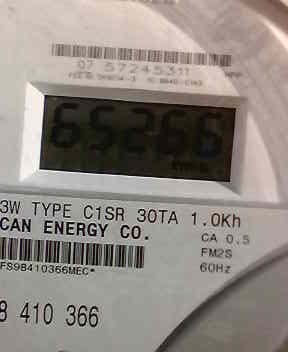 07 57245311
65266
3W TYPE C1SR 30TA 1.0Kh
CAN ENERGY CO.
CA 0.5
FM2S
60Hz
FS98410366MEC*
8 410 366